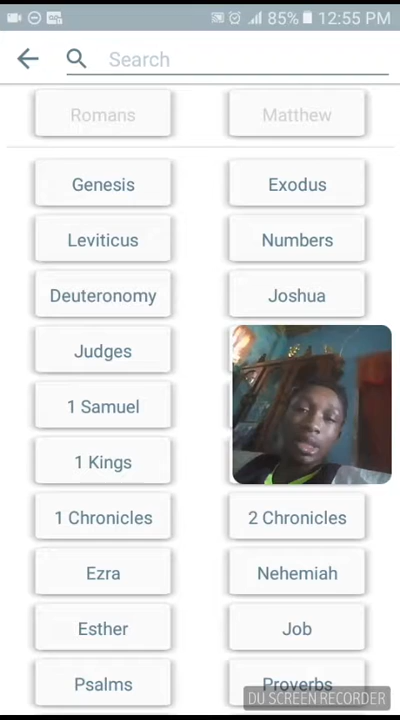 85% 12:55 PM
Search
Romans Matthew
Genesis Exodus
Leviticus Numbers
Deuteronomy Joshua
Judges
1 Samuel
1 Kings
1 Chronicles 2 Chronicles
Ezra Nehemiah
Esther Job
Psalms Proverbs
DU SCREEN RECORDER